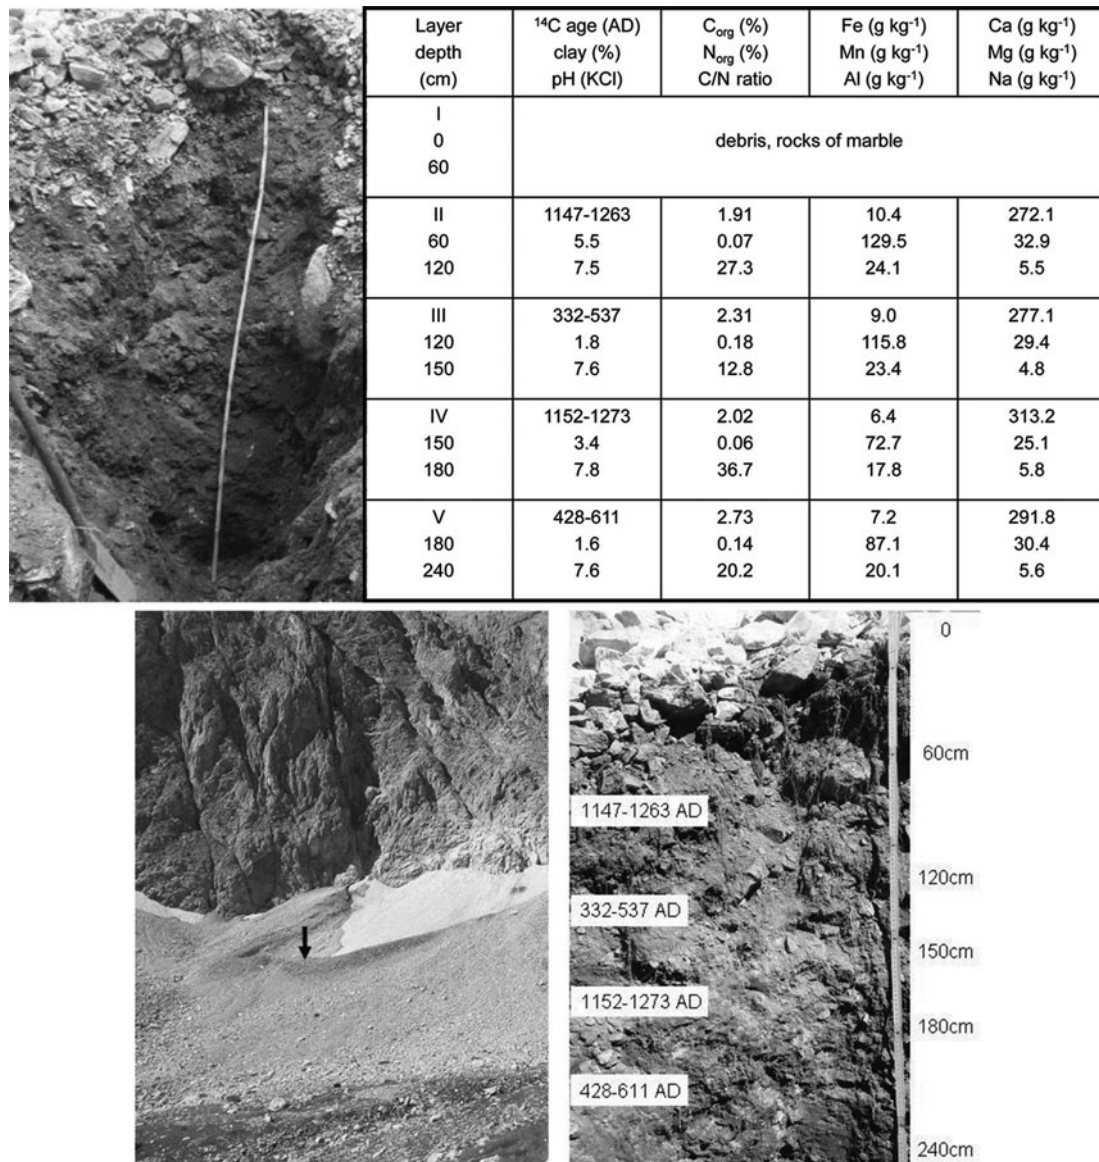 Layer
depth
(cm)
¹⁴C age (AD)
clay (%)
pH (KCl)
C_org (%)
N_org (%)
C/N ratio
Fe (g kg⁻¹)
Mn (g kg⁻¹)
Al (g kg⁻¹)
Ca (g kg⁻¹)
Mg (g kg⁻¹)
Na (g kg⁻¹)
I
0
60
debris, rocks of marble
II
60
120
1147-1263
5.5
7.5
1.91
0.07
27.3
10.4
129.5
24.1
272.1
32.9
5.5
III
120
150
332-537
1.8
7.6
2.31
0.18
12.8
9.0
115.8
23.4
277.1
29.4
4.8
IV
150
180
1152-1273
3.4
7.8
2.02
0.06
36.7
6.4
72.7
17.8
313.2
25.1
5.8
V
180
240
428-611
1.6
7.6
2.73
0.14
20.2
7.2
87.1
20.1
291.8
30.4
5.6
0
60cm
1147-1263 AD
120cm
332-537 AD
150cm
1152-1273 AD
180cm
428-611 AD
240cm